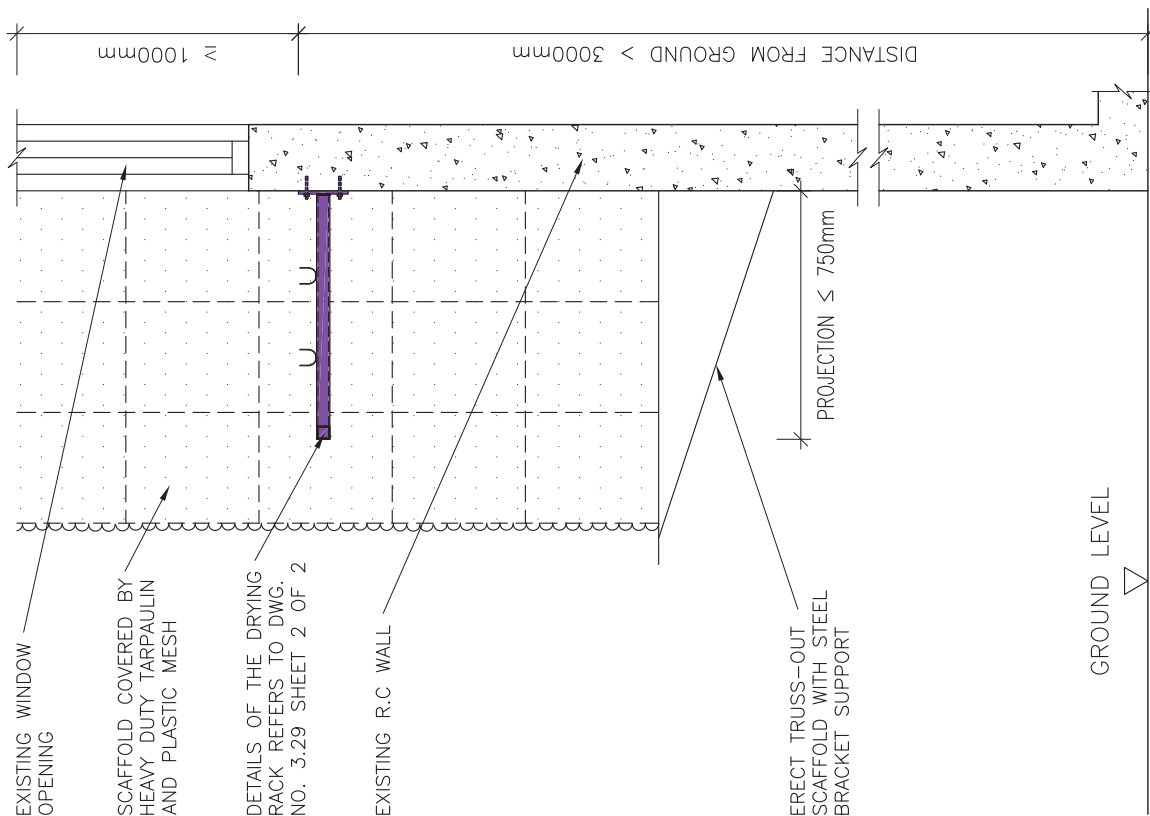 EXISTING WINDOW
OPENING
SCAFFOLD COVERED BY
HEAVY DUTY TARPAULIN
AND PLASTIC MESH
DETAILS OF THE DRYING
RACK REFERS TO DWG.
NO. 3.29 SHEET 2 OF 2
EXISTING R.C WALL
ERECT TRUSS-OUT
SCAFFOLD WITH STEEL
BRACKET SUPPORT
GROUND LEVEL
PROJECTION ≤ 750mm
≥ 1000mm
DISTANCE FROM GROUND > 3000mm